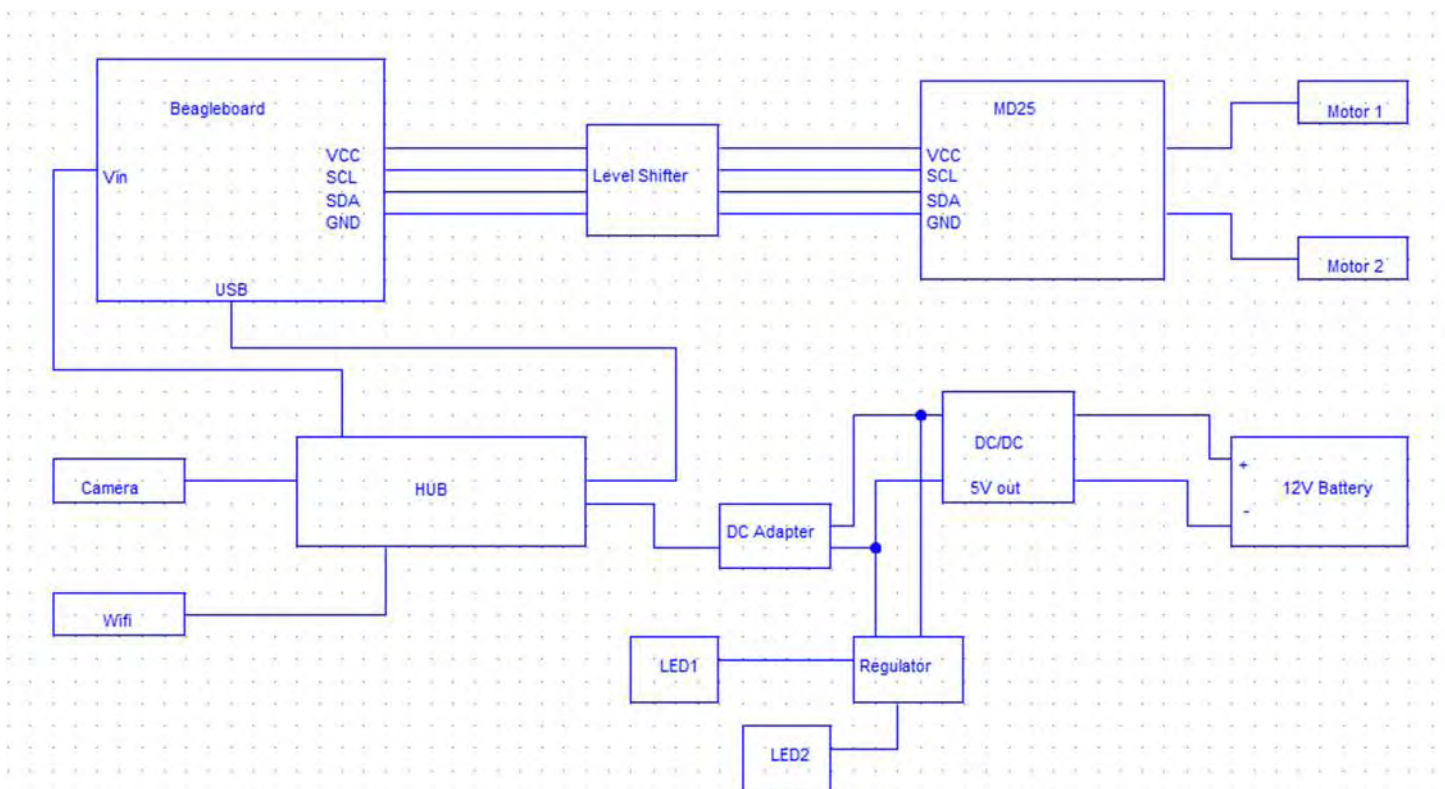 Beagleboard
MD25
Motor 1
Vin
VCC
SCL
SDA
GND
Level Shifter
VCC
SCL
SDA
GND
Motor 2
USB
DC/DC
5V out
+
-
12V Battery
Camera
HUB
DC Adapter
Wifi
LED1
Regulator
LED2